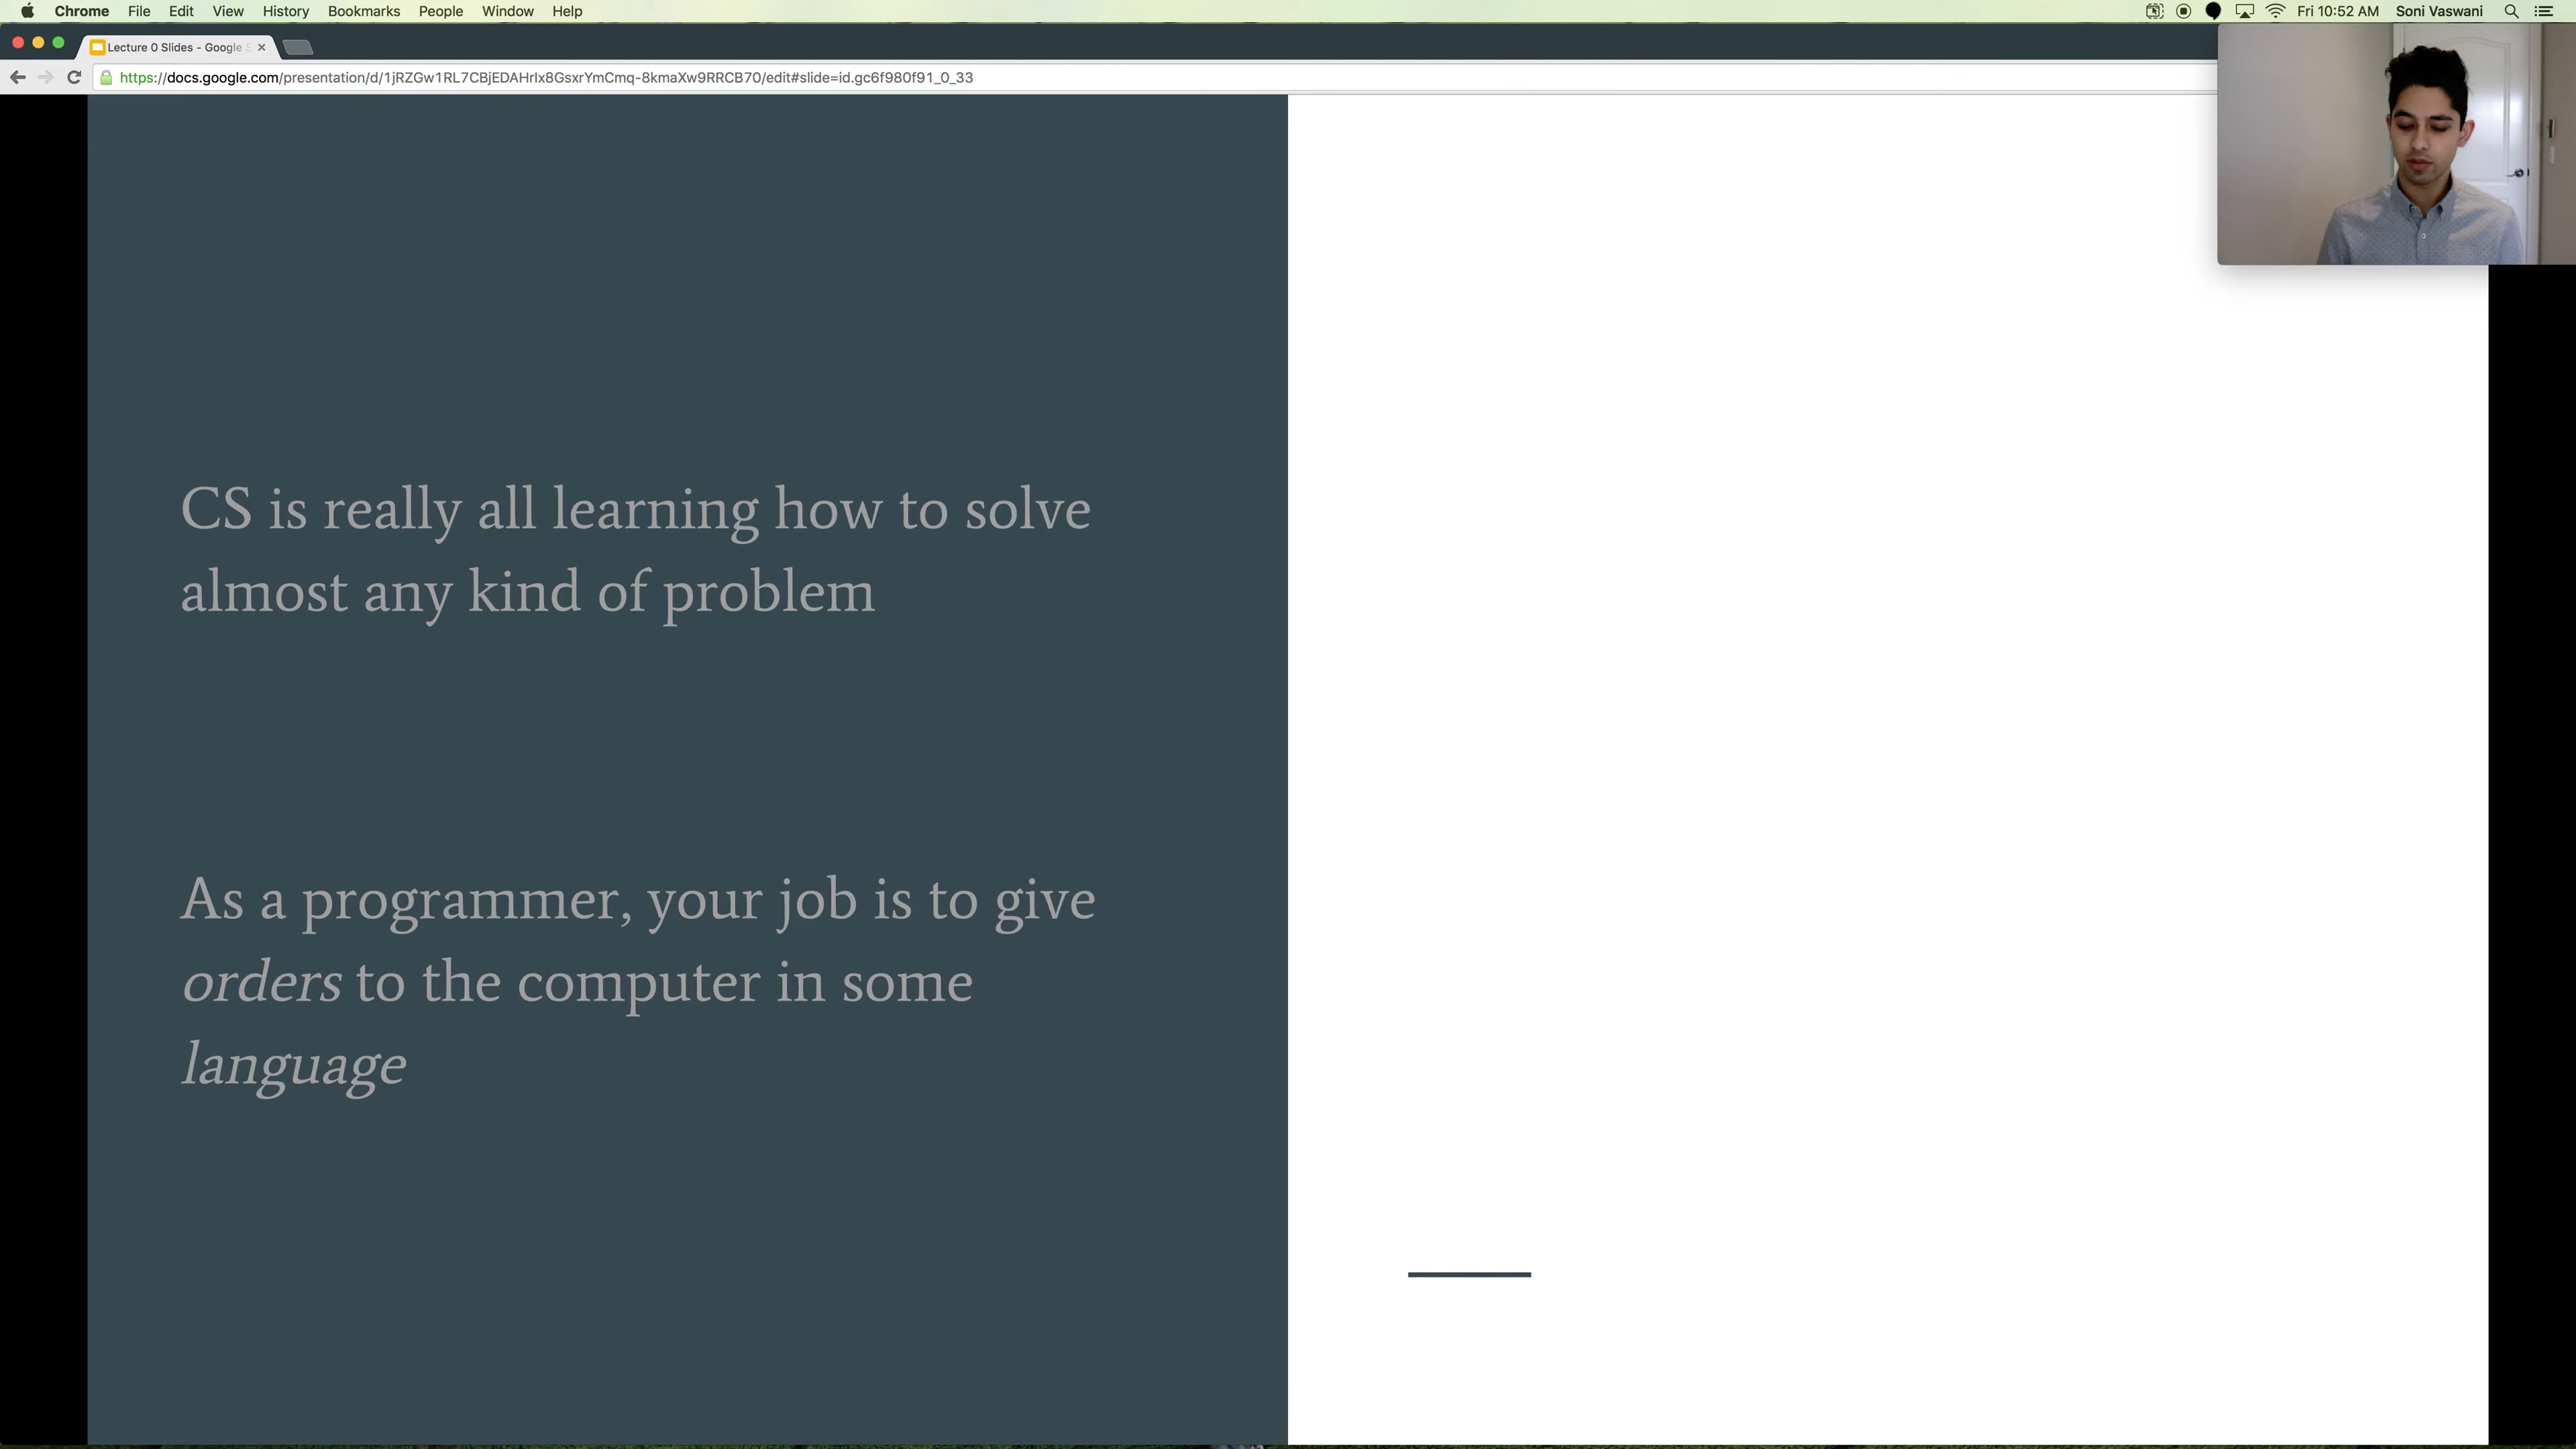 Chrome File Edit View History Bookmarks People Window Help Fri 10:52 AM Soni Vaswani
Lecture 0 Slides - Google S
https://docs.google.com/presentation/d/1jRZGw1RL7CBjEDAHrIx8GsxrYmCmq-8kmaXw9RRCB70/edit#slide=id.gc6f980f91_0_33
CS is really all learning how to solve
almost any kind of problem
As a programmer, your job is to give
orders to the computer in some
language